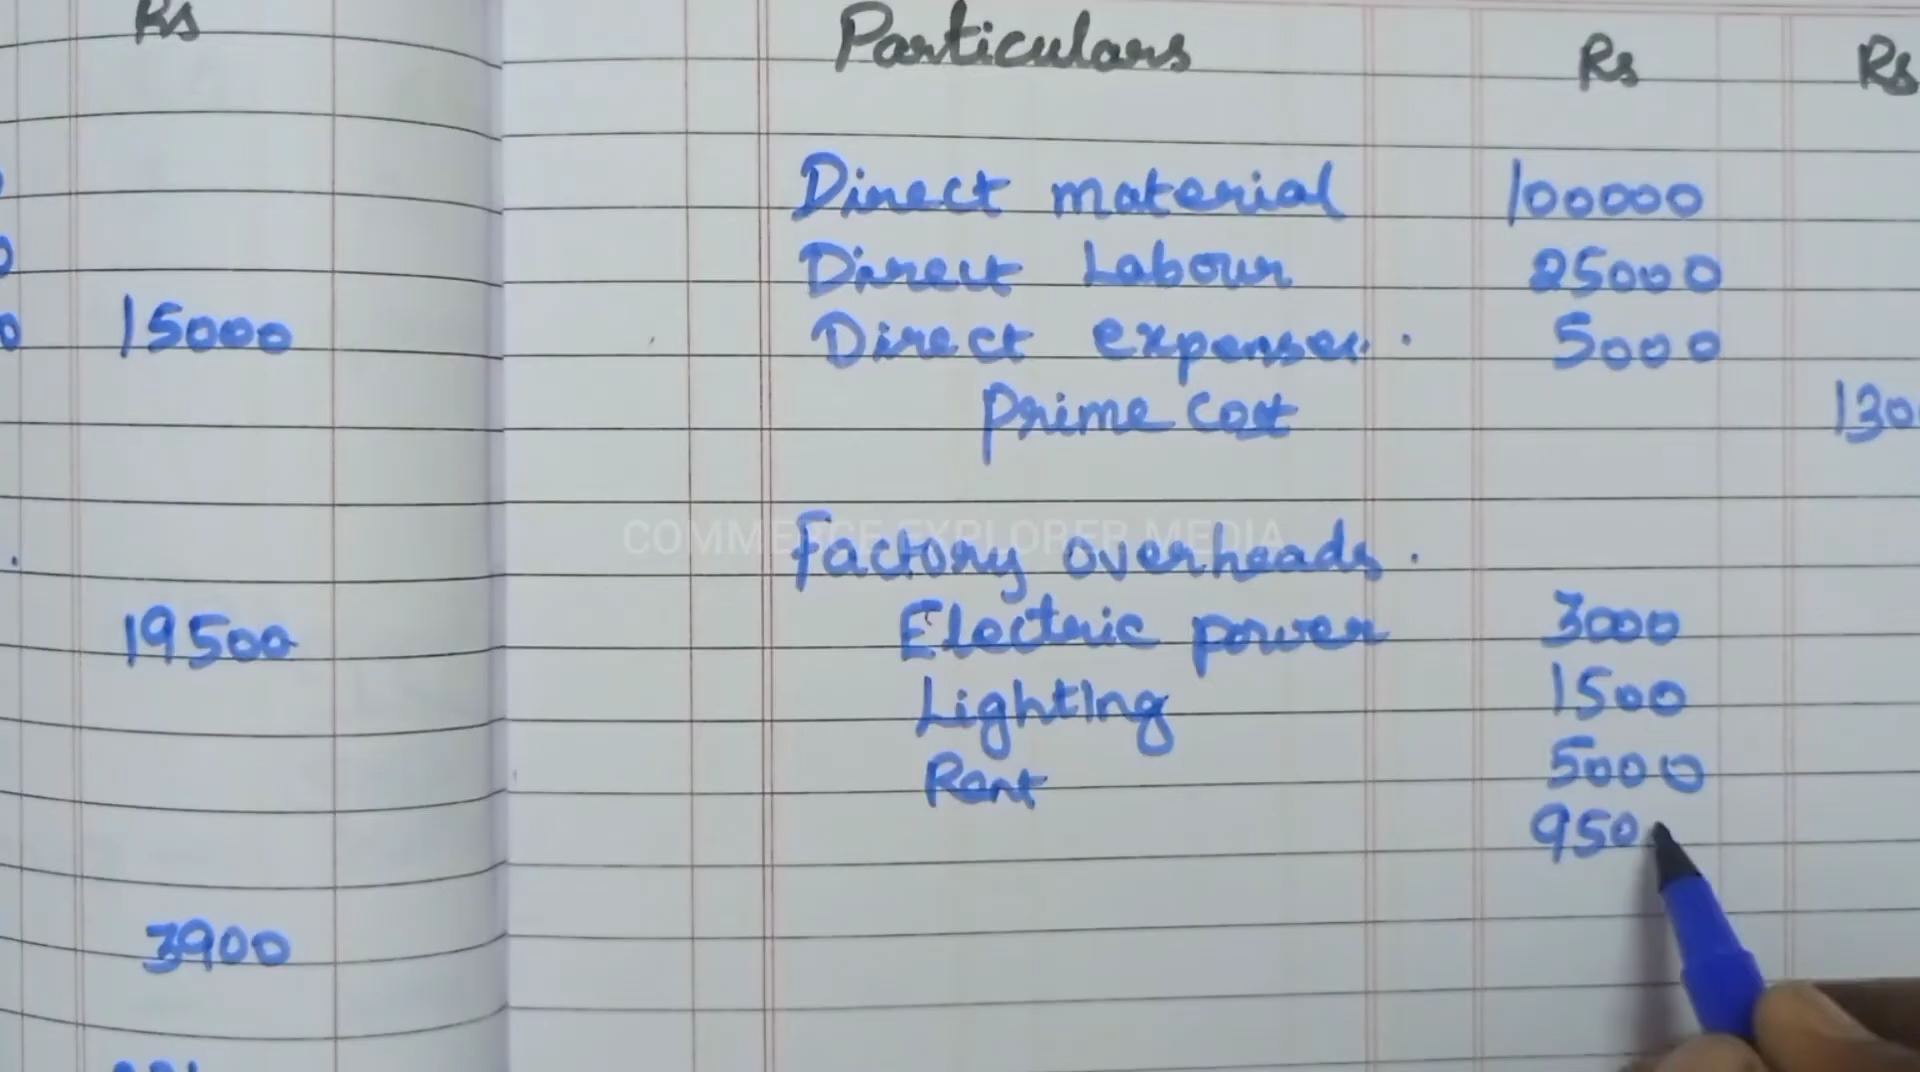 Rs
15000
19500
3900
Particulars Rs Rs
Direct material 100000
Direct Labour 25000
Direct expenses. 5000
Prime cost 130
COMMERCE EXPLORER MEDIA
Factory overheads.
Electric power 3000
Lighting 1500
Rent 5000
950